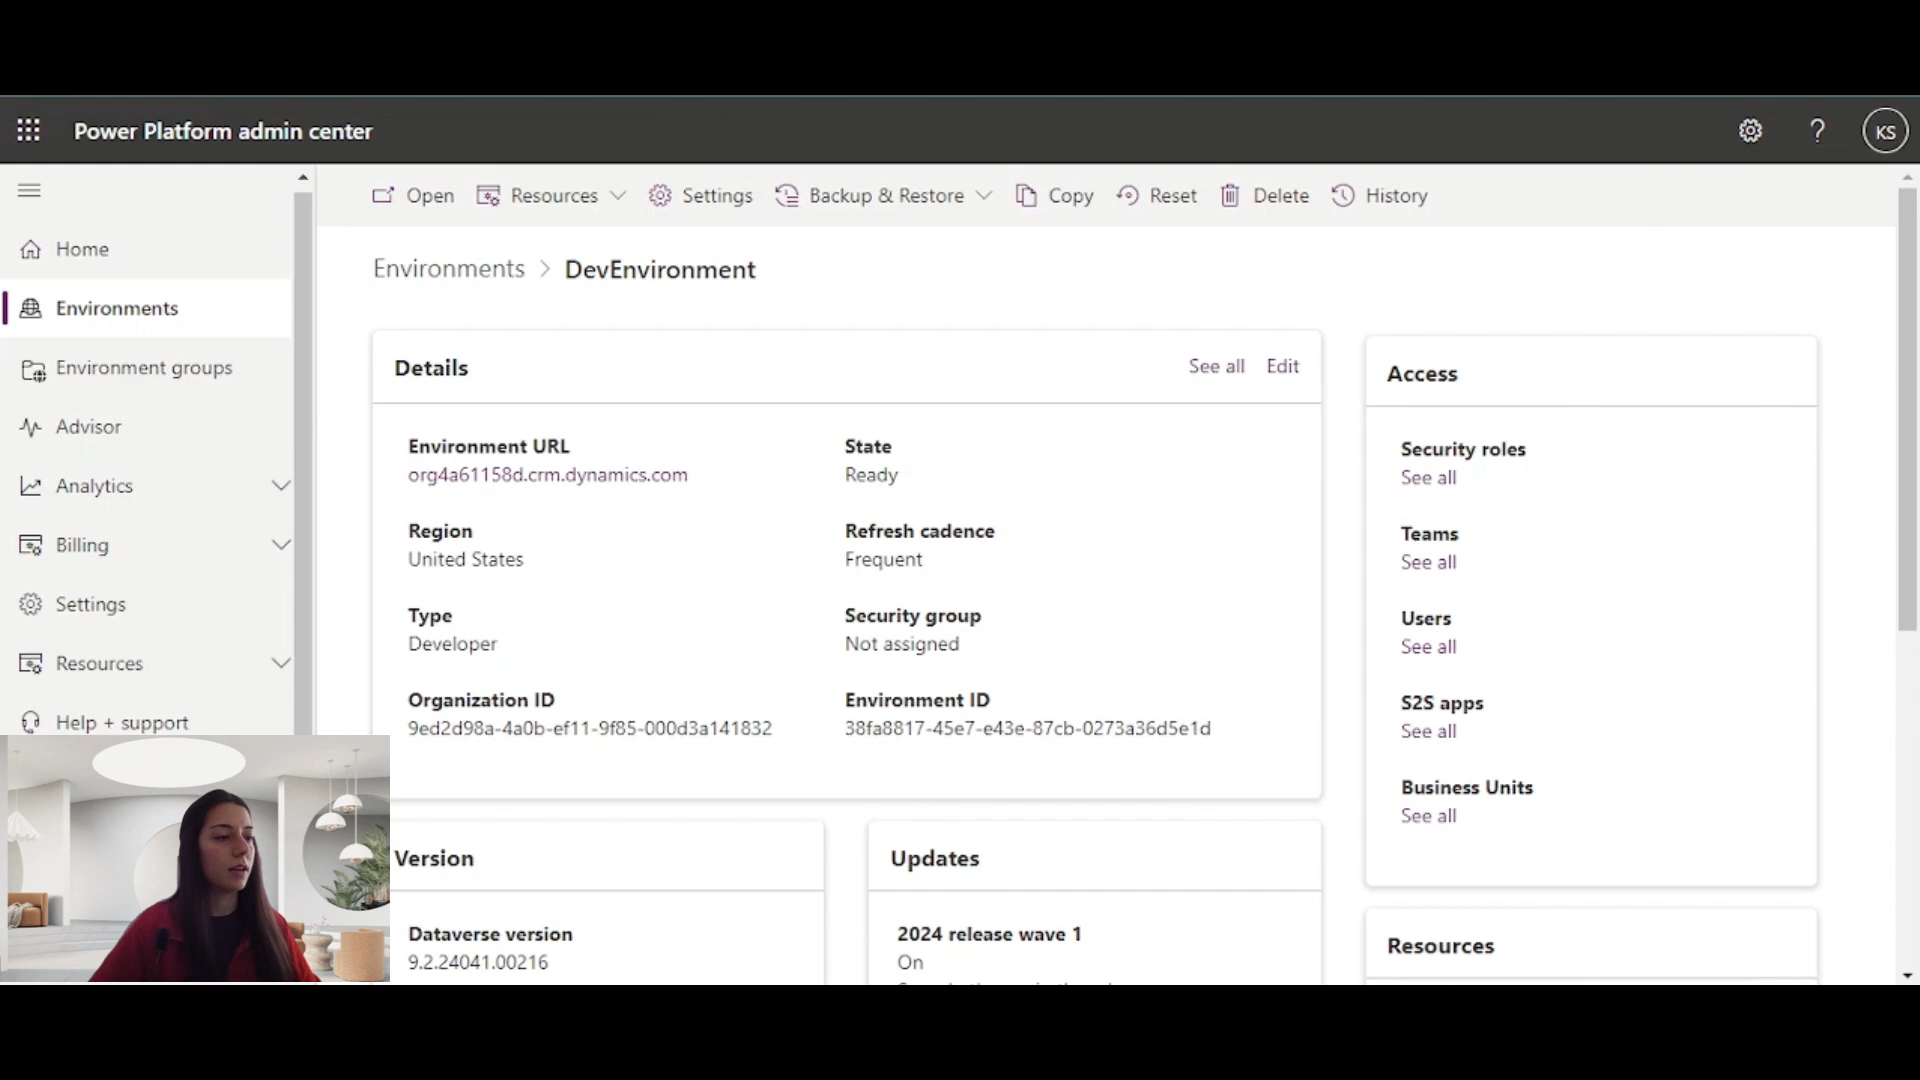 Power Platform admin center
KS
Open
Resources
Settings
Backup & Restore
Copy
Reset
Delete
History
Home
Environments
Environment groups
Advisor
Analytics
Billing
Settings
Resources
Help + support
Environments > DevEnvironment
Details
See all
Edit
Environment URL
org4a61158d.crm.dynamics.com
State
Ready
Region
United States
Refresh cadence
Frequent
Type
Developer
Security group
Not assigned
Organization ID
9ed2d98a-4a0b-ef11-9f85-000d3a141832
Environment ID
38fa8817-45e7-e43e-87cb-0273a36d5e1d
Access
Security roles
See all
Teams
See all
Users
See all
S2S apps
See all
Business Units
See all
Version
Dataverse version
9.2.24041.00216
Updates
2024 release wave 1
On
Resources